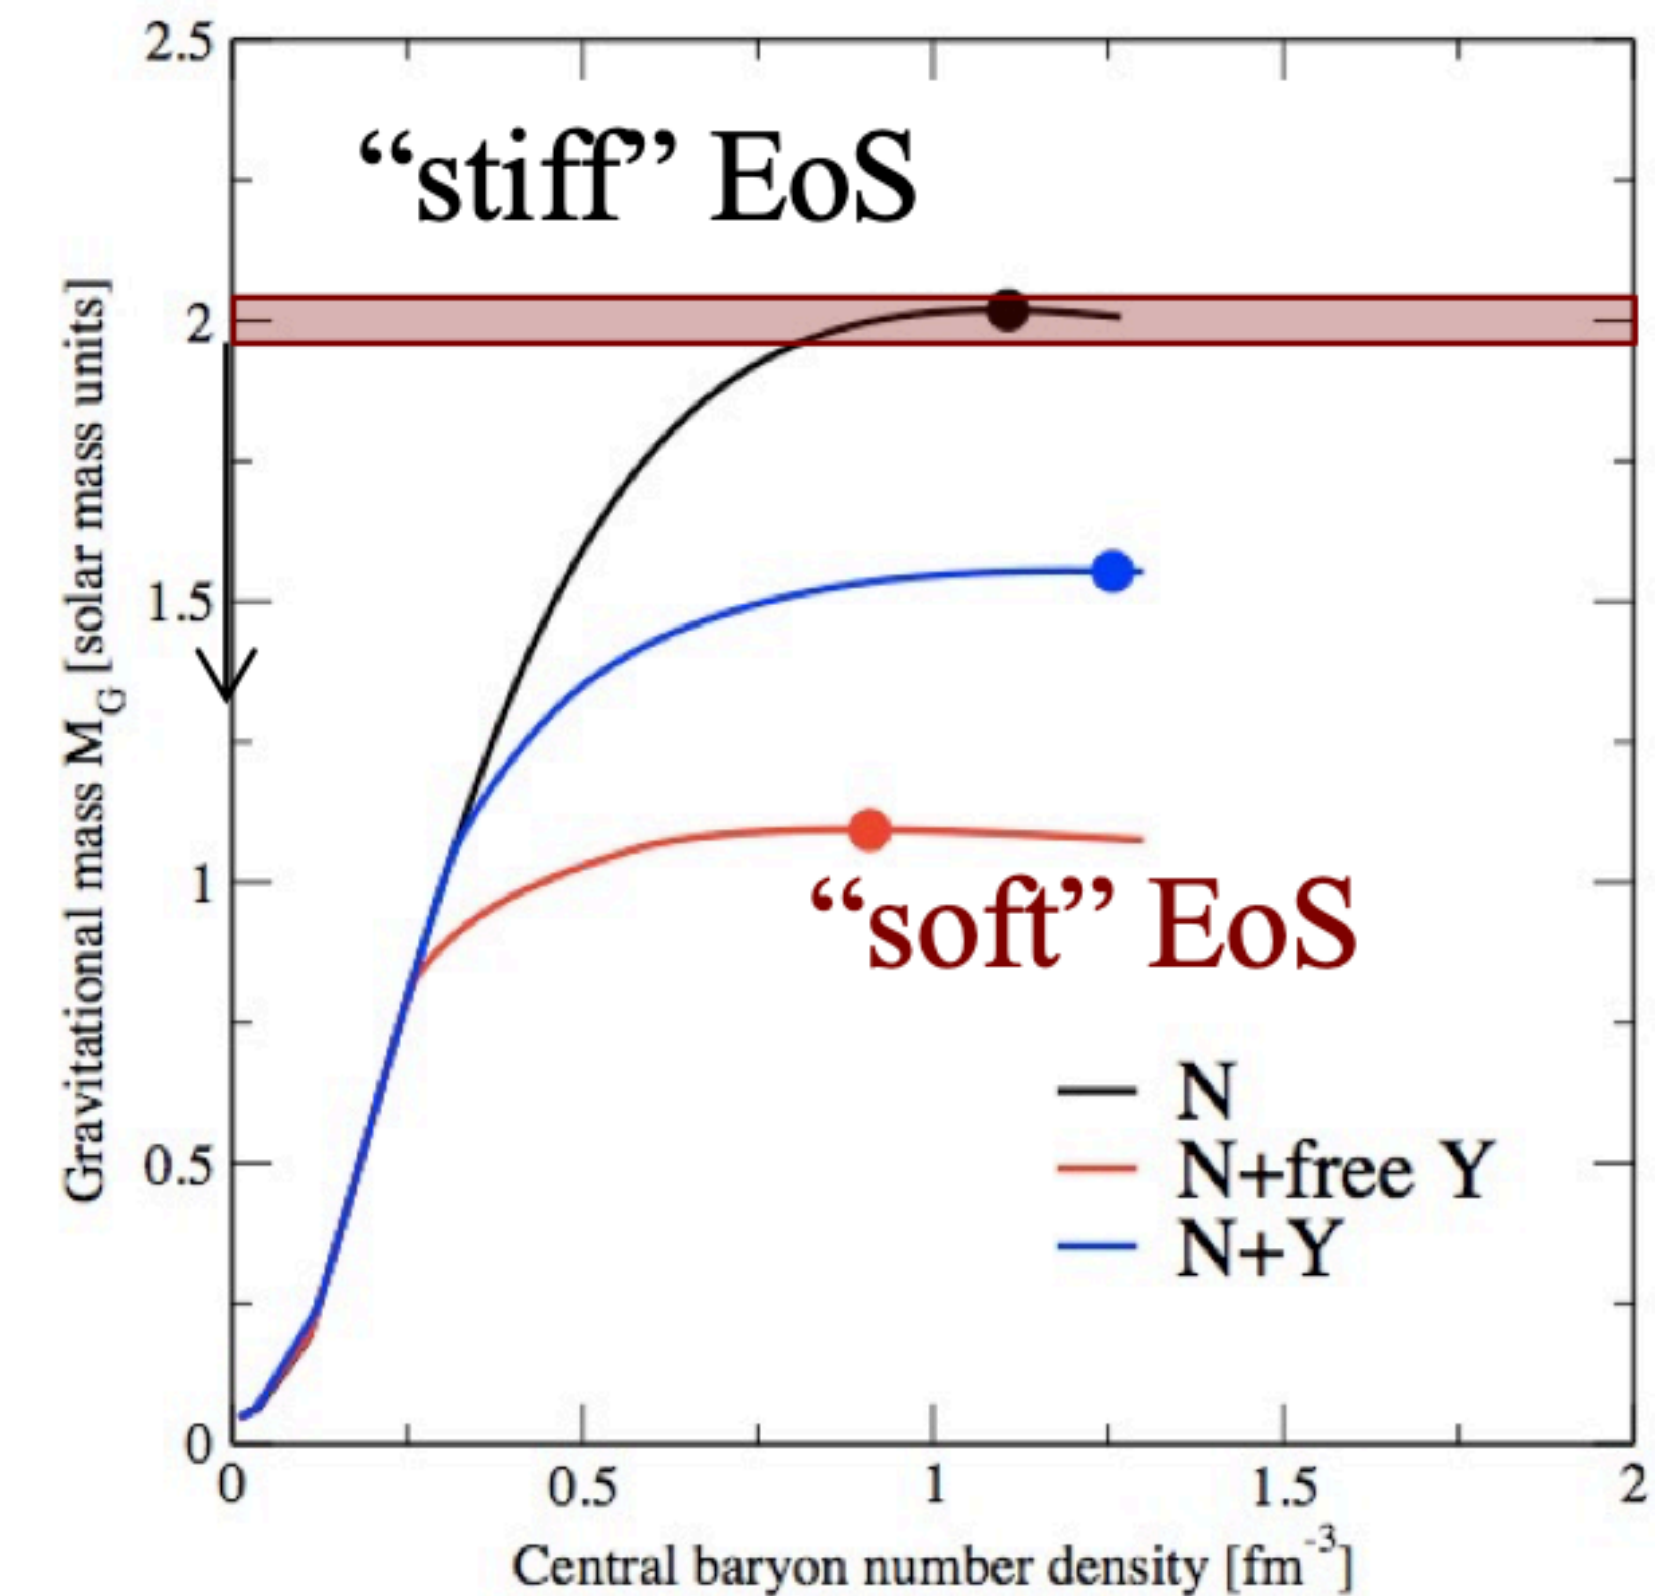 2.5
“stiff” EoS
2
1.5
1
“soft” EoS
0.5
0
N
N+free Y
N+Y
0 0.5 1 1.5 2
Central baryon number density [fm-3]
Gravitational mass MG [solar mass units]